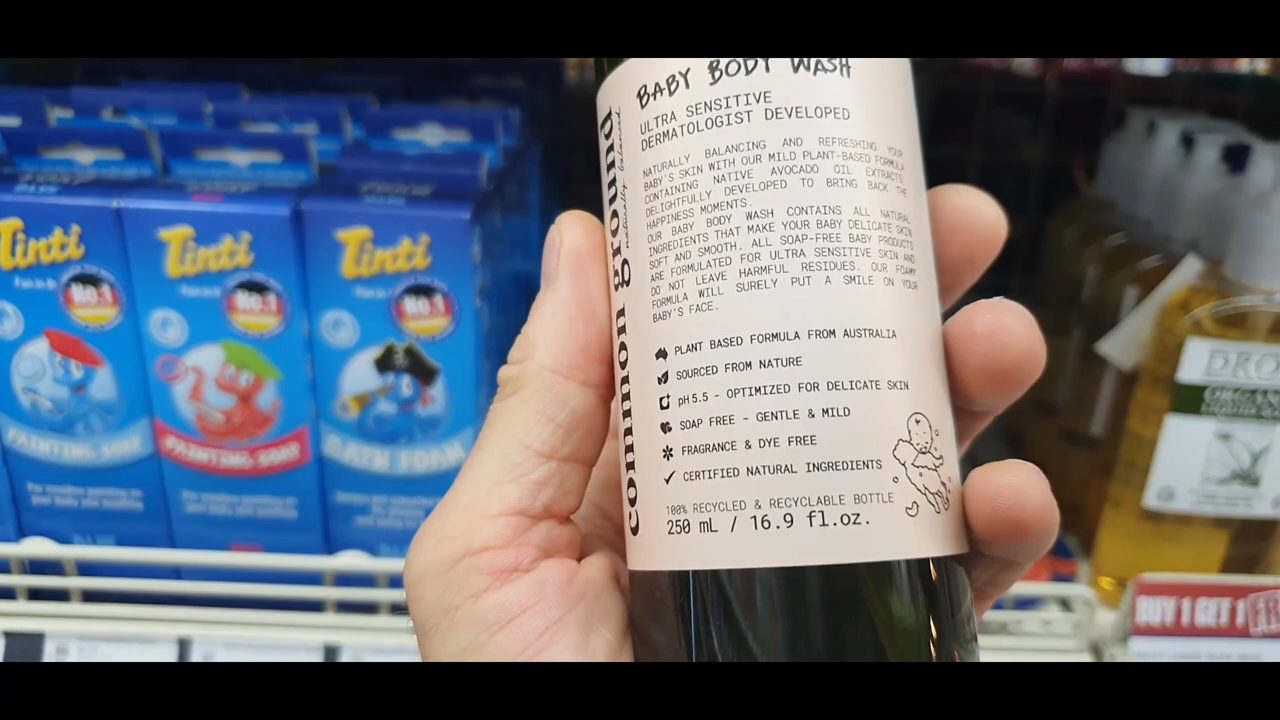 BABY BODY WASH
ULTRA SENSITIVE
DERMATOLOGIST DEVELOPED
NATURALLY BALANCING AND REFRESHING YOUR
BABY'S SKIN WITH OUR MILD PLANT-BASED FORMULA
CONTAINING NATIVE AVOCADO OIL EXTRACTS
DELIGHTFULLY DEVELOPED TO BRING BACK THE
HAPPINESS MOMENTS.
OUR BABY BODY WASH CONTAINS ALL NATURAL
INGREDIENTS THAT MAKE YOUR BABY DELICATE SKIN
SOFT AND SMOOTH. ALL SOAP-FREE BABY PRODUCTS
ARE FORMULATED FOR ULTRA SENSITIVE SKIN AND
DO NOT LEAVE HARMFUL RESIDUES. OUR FOAMY
FORMULA WILL SURELY PUT A SMILE ON YOUR
BABY'S FACE.
PLANT BASED FORMULA FROM AUSTRALIA
SOURCED FROM NATURE
pH 5.5 - OPTIMIZED FOR DELICATE SKIN
SOAP FREE - GENTLE & MILD
FRAGRANCE & DYE FREE
CERTIFIED NATURAL INGREDIENTS
100% RECYCLED & RECYCLABLE BOTTLE
250 mL / 16.9 fl.oz.
common ground
naturally balanced
Tinti
No.1
PAINTING SOAP
Tinti
No.1
PAINTING SOAP
Tinti
No.1
BATH FOAM
DRO
ORGAN
BUY 1 GET 1